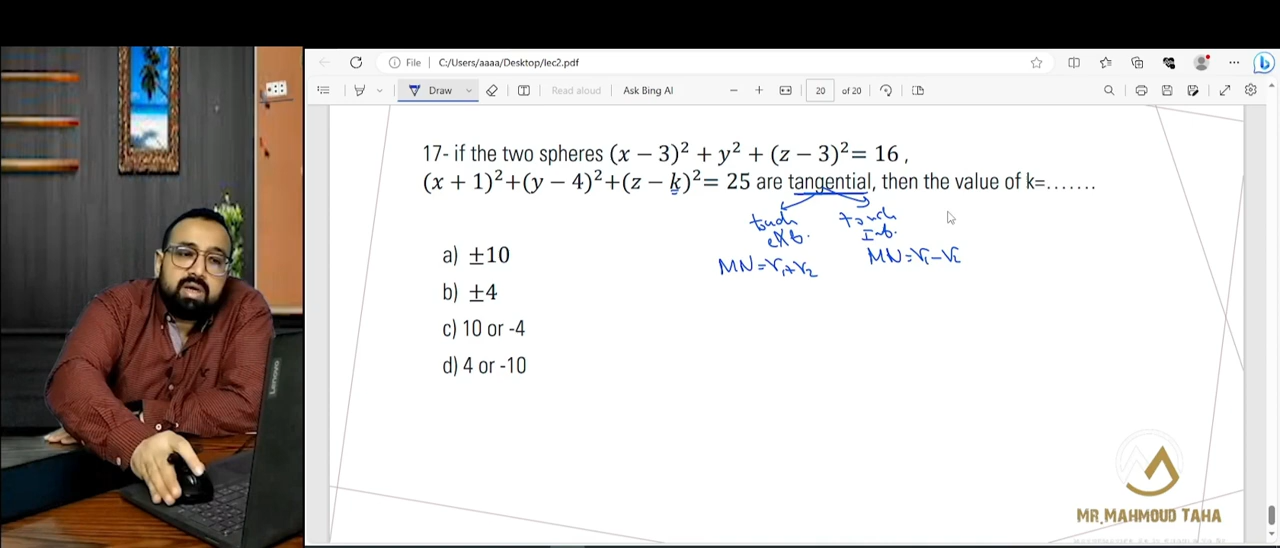 File C:/Users/aaaa/Desktop/lec2.pdf
Draw Read aloud Ask Bing AI 20 of 20
17- if the two spheres (x − 3)² + y² + (z − 3)²= 16 ,
(x + 1)²+(y − 4)²+(z − k)²= 25 are tangential, then the value of k=.......
touch touch
ext. Int.
MN=r₁+r₂ MN=r₁−r₂
a) ±10
b) ±4
c) 10 or -4
d) 4 or -10
Lenovo
MR.MAHMOUD TAHA